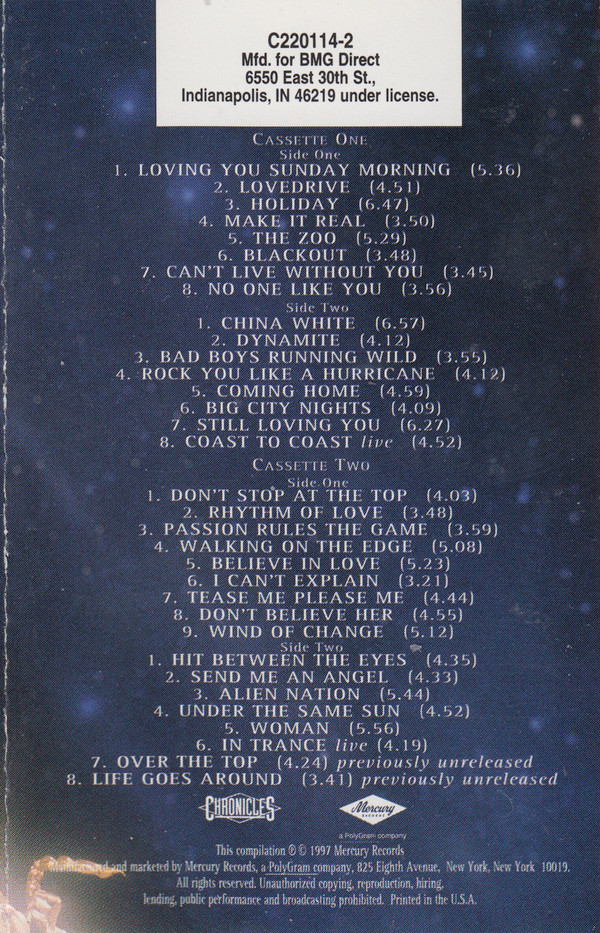 C220114-2
Mfd. for BMG Direct
6550 East 30th St.,
Indianapolis, IN 46219 under license.
CASSETTE ONE
Side One
1. LOVING YOU SUNDAY MORNING (5.36)
2. LOVEDRIVE (4.51)
3. HOLIDAY (6.47)
4. MAKE IT REAL (3.50)
5. THE ZOO (5.29)
6. BLACKOUT (3.48)
7. CAN'T LIVE WITHOUT YOU (3.45)
8. NO ONE LIKE YOU (3.56)
Side Two
1. CHINA WHITE (6.57)
2. DYNAMITE (4.12)
3. BAD BOYS RUNNING WILD (3.55)
4. ROCK YOU LIKE A HURRICANE (4.12)
5. COMING HOME (4.59)
6. BIG CITY NIGHTS (4.09)
7. STILL LOVING YOU (6.27)
8. COAST TO COAST live (4.52)
CASSETTE TWO
Side One
1. DON'T STOP AT THE TOP (4.03)
2. RHYTHM OF LOVE (3.48)
3. PASSION RULES THE GAME (3.59)
4. WALKING ON THE EDGE (5.08)
5. BELIEVE IN LOVE (5.23)
6. I CAN'T EXPLAIN (3.21)
7. TEASE ME PLEASE ME (4.44)
8. DON'T BELIEVE HER (4.55)
9. WIND OF CHANGE (5.12)
Side Two
1. HIT BETWEEN THE EYES (4.35)
2. SEND ME AN ANGEL (4.33)
3. ALIEN NATION (5.44)
4. UNDER THE SAME SUN (4.52)
5. WOMAN (5.56)
6. IN TRANCE live (4.19)
7. OVER THE TOP (4.24) previously unreleased
8. LIFE GOES AROUND (3.41) previously unreleased
CHRONICLES
Mercury
RECORDS
a PolyGram company
This compilation ℗ © 1997 Mercury Records
Manufactured and marketed by Mercury Records, a PolyGram company, 825 Eighth Avenue, New York, New York 10019.
All rights reserved. Unauthorized copying, reproduction, hiring,
lending, public performance and broadcasting prohibited. Printed in the U.S.A.